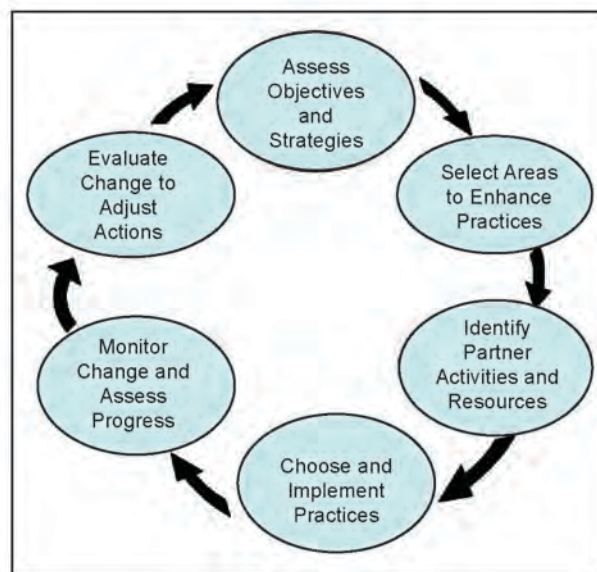 Assess
Objectives
and
Strategies
Select Areas
to Enhance
Practices
Identify
Partner
Activities and
Resources
Choose and
Implement
Practices
Monitor
Change and
Assess
Progress
Evaluate
Change to
Adjust
Actions